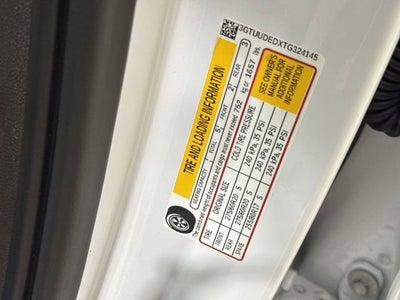 3GTUUDEDXTG324145
TIRE AND LOADING INFORMATION
SEATING CAPACITY TOTAL 5 FRONT 2 REAR 3
The combined weight of occupants and cargo should never exceed 752 kg or 1657 lbs.
TIRE ORIGINAL SIZE COLD TIRE PRESSURE
FRONT 275/60R20 S 240 kPa, 35 PSI
REAR 275/60R20 S 240 kPa, 35 PSI
SPARE 255/80R17 S 240 kPa, 35 PSI
SEE OWNER'S
MANUAL FOR
ADDITIONAL
INFORMATION